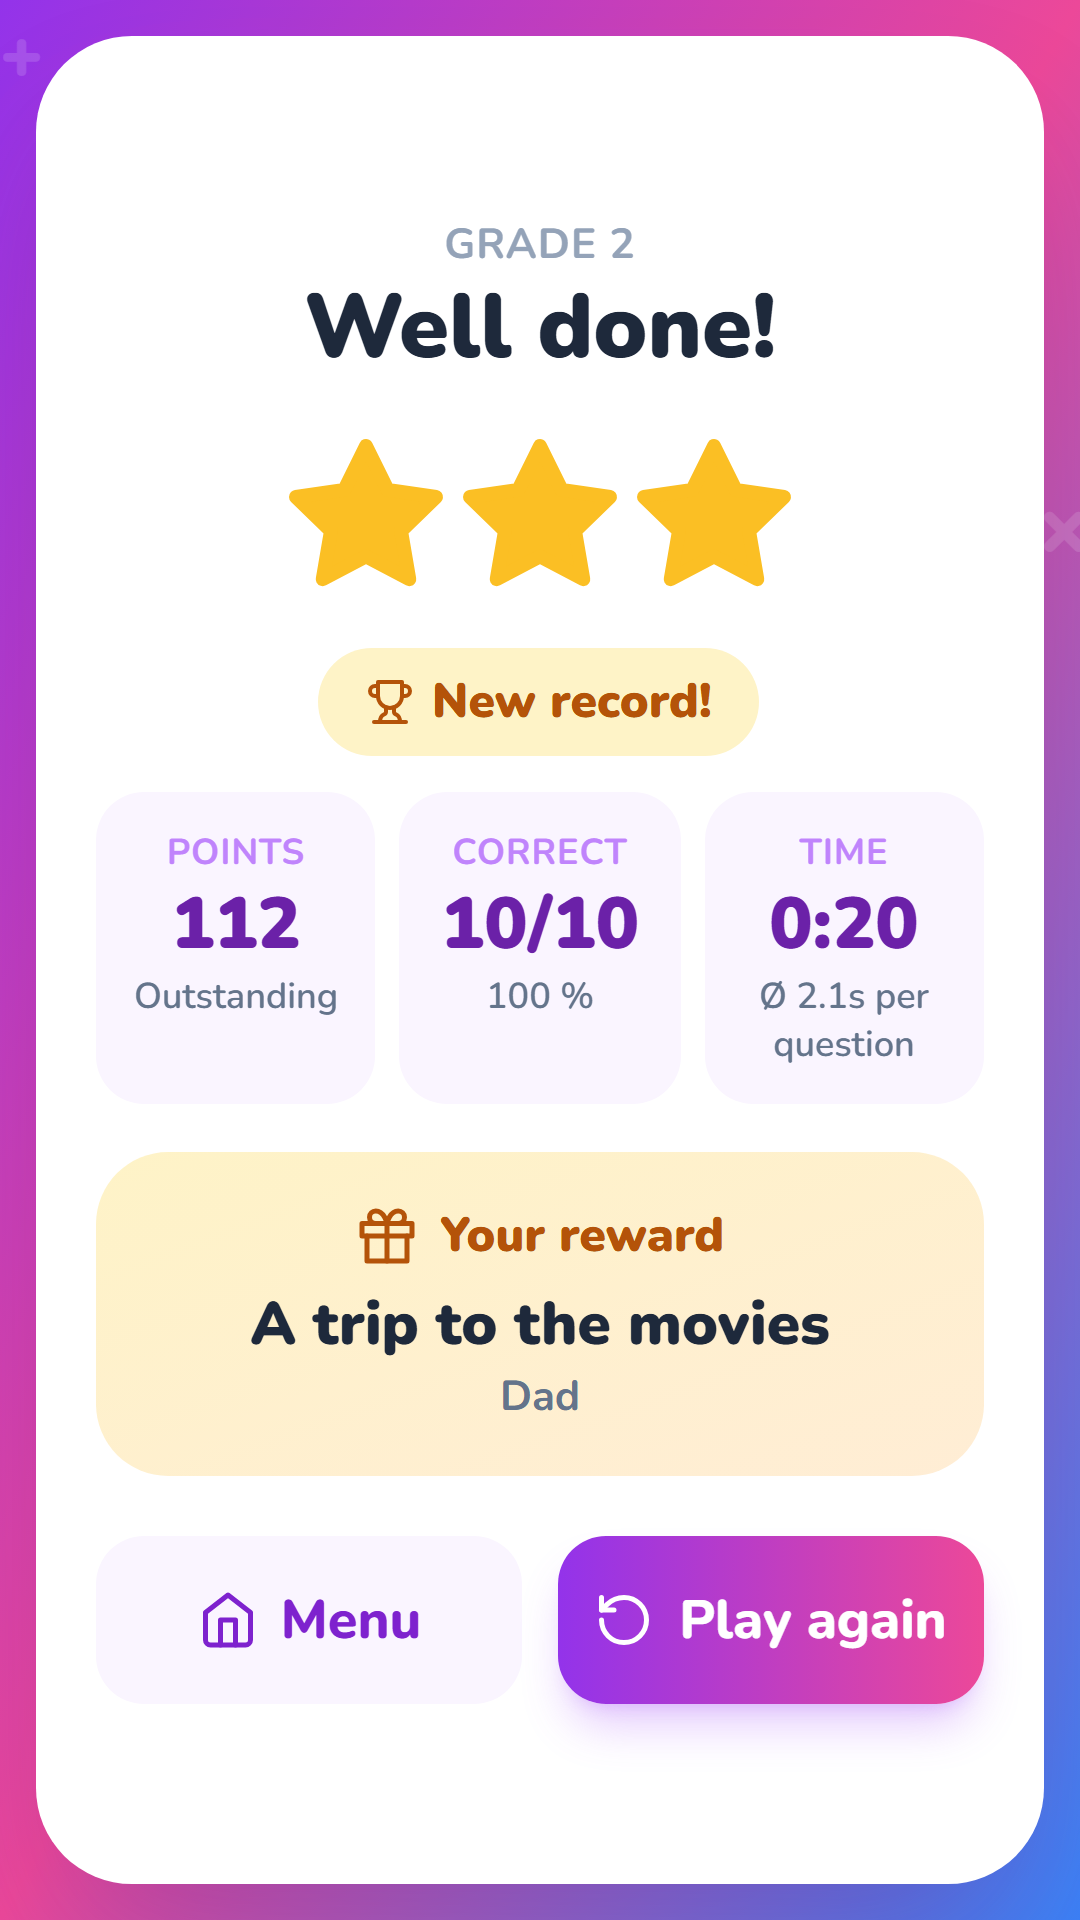 GRADE 2
Well done!
New record!
POINTS
112
Outstanding
CORRECT
10/10
100 %
TIME
0:20
Ø 2.1s per
question
Your reward
A trip to the movies
Dad
Menu
Play again